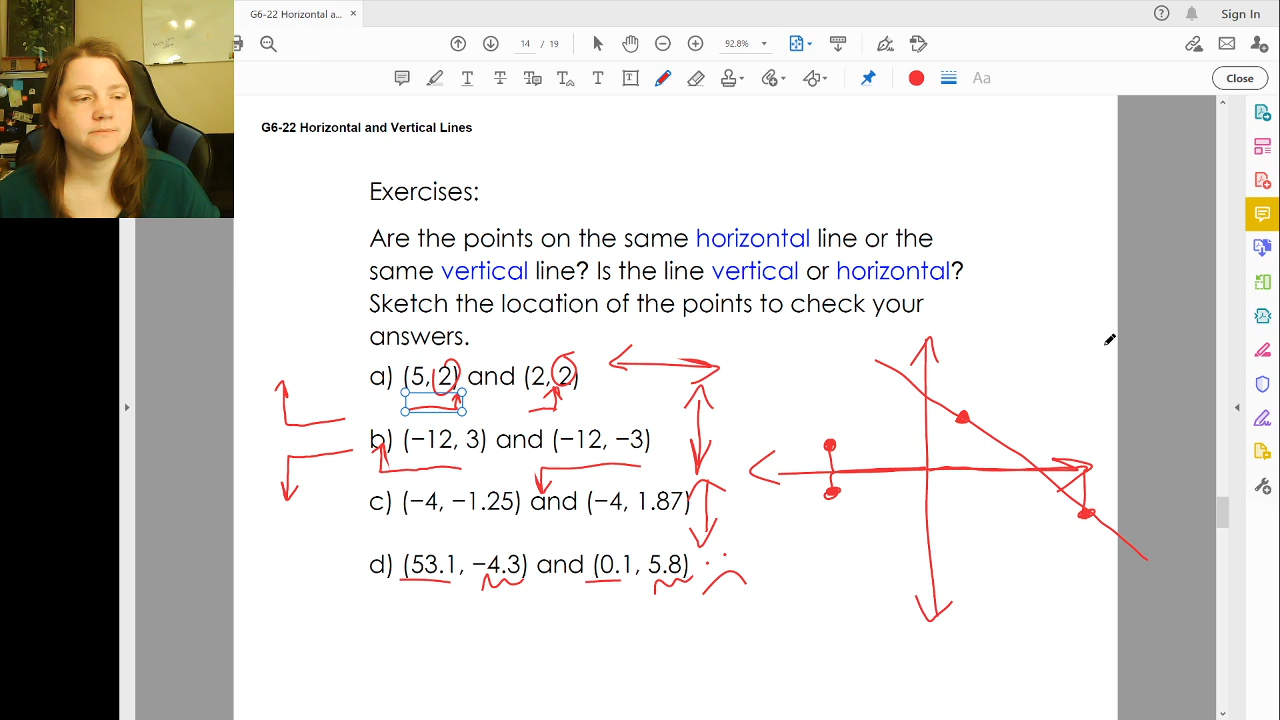 G6-22 Horizontal a...
Sign In
14 / 19
92.8%
Aa
Close
G6-22 Horizontal and Vertical Lines
Exercises:
Are the points on the same horizontal line or the
same vertical line? Is the line vertical or horizontal?
Sketch the location of the points to check your
answers.
a) (5, 2) and (2, 2)
b) (−12, 3) and (−12, −3)
c) (−4, −1.25) and (−4, 1.87)
d) (53.1, −4.3) and (0.1, 5.8)